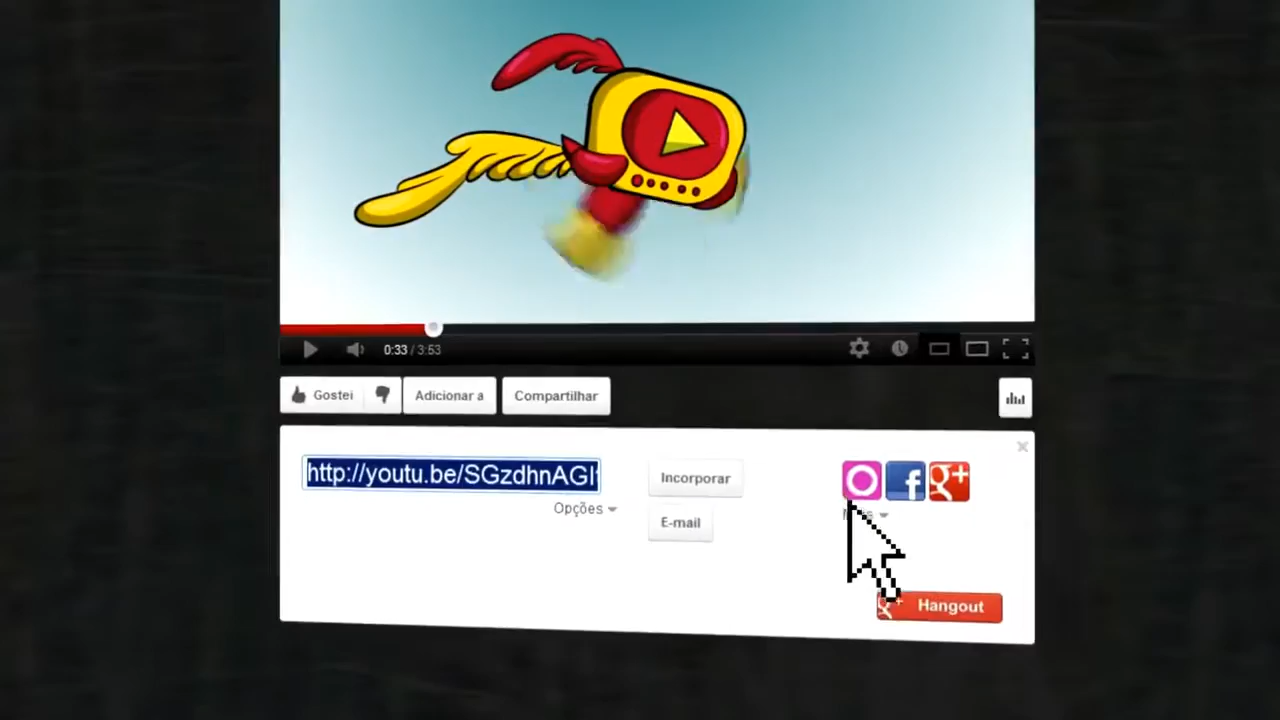 0:33 / 3:53
Gostei
Adicionar a
Compartilhar
http://youtu.be/SGzdhnAGI
Incorporar
g+
Opções
E-mail
g+ Hangout